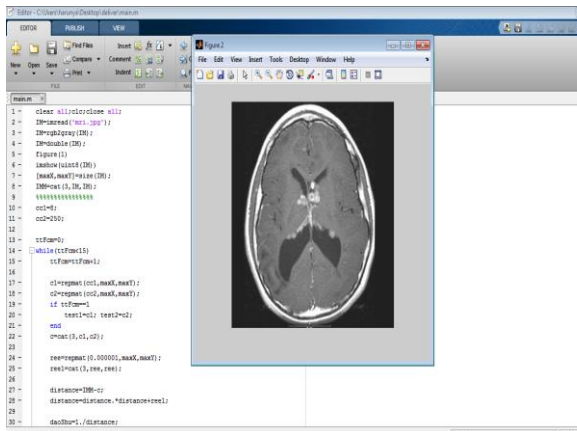 Editor - C:\Users\harunya\Desktop\deliver\main.m
EDITOR
PUBLISH
VIEW
New
Open
Save
Find Files
Compare
Print
Insert
Comment
Indent
FILE
EDIT
main.m
1 - clear all;clc;close all;
2 - IM=imread('mri.jpg');
3 - IM=rgb2gray(IM);
4 - IM=double(IM);
5 - figure(1)
6 - imshow(uint8(IM))
7 - [maxX,maxY]=size(IM);
8 - IMM=cat(3,IM,IM);
9 %%%%%%%%%%%%%%%%
10 - cc1=8;
11 - cc2=250;
12
13 - ttFcm=0;
14 - while(ttFcm<15)
15 - ttFcm=ttFcm+1;
16
17 - c1=repmat(cc1,maxX,maxY);
18 - c2=repmat(cc2,maxX,maxY);
19 - if ttFcm==1
20 - test1=c1; test2=c2;
21 - end
22 - c=cat(3,c1,c2);
23
24 - ree=repmat(0.000001,maxX,maxY);
25 - ree1=cat(3,ree,ree);
26
27 - distance=IMM-c;
28 - distance=distance.*distance+ree1;
29
30 - daoShu=1./distance;
Figure 2
File Edit View Insert Tools Desktop Window Help